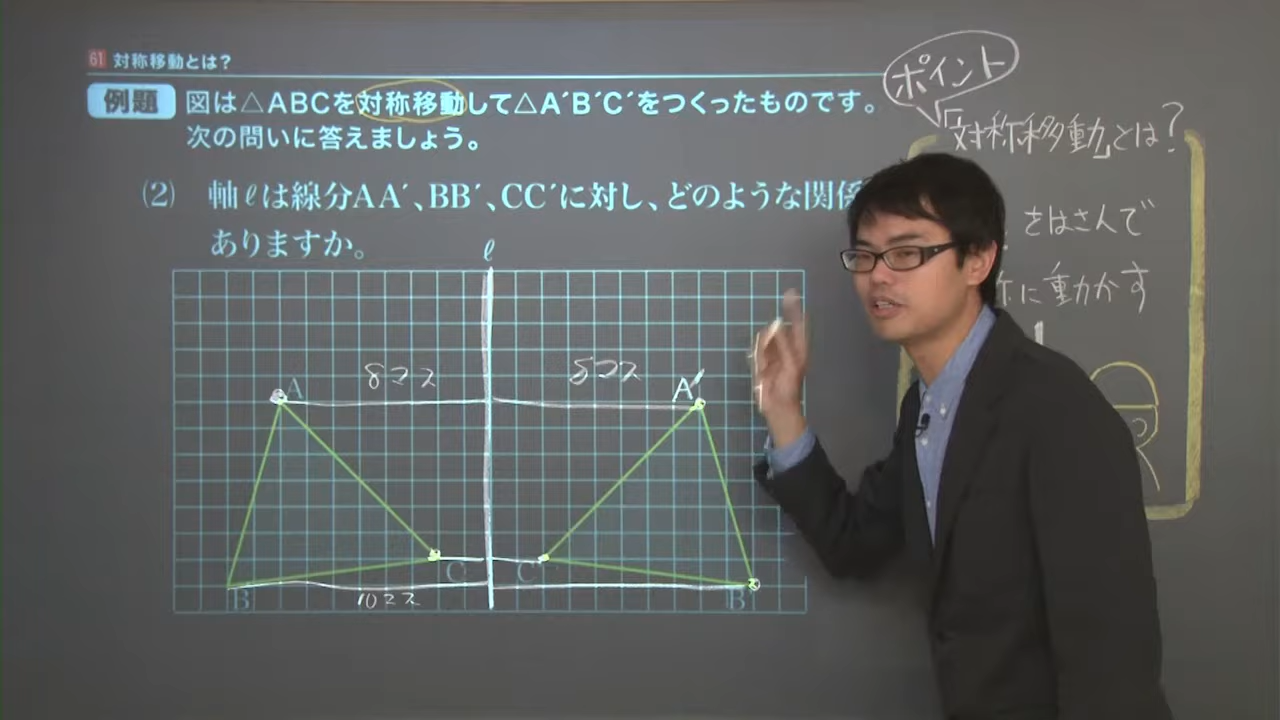 61 対称移動とは?
例題 図は△ABCを対称移動して△A´B´C´をつくったものです。
次の問いに答えましょう。
(2) 軸ℓは線分AA´、BB´、CC´に対し、どのような関係
ありますか。
ℓ
8マス 8マス
A A′
C C′
B 10マス B′
ポイント
「対称移動」とは?
をはさんで
に動かす